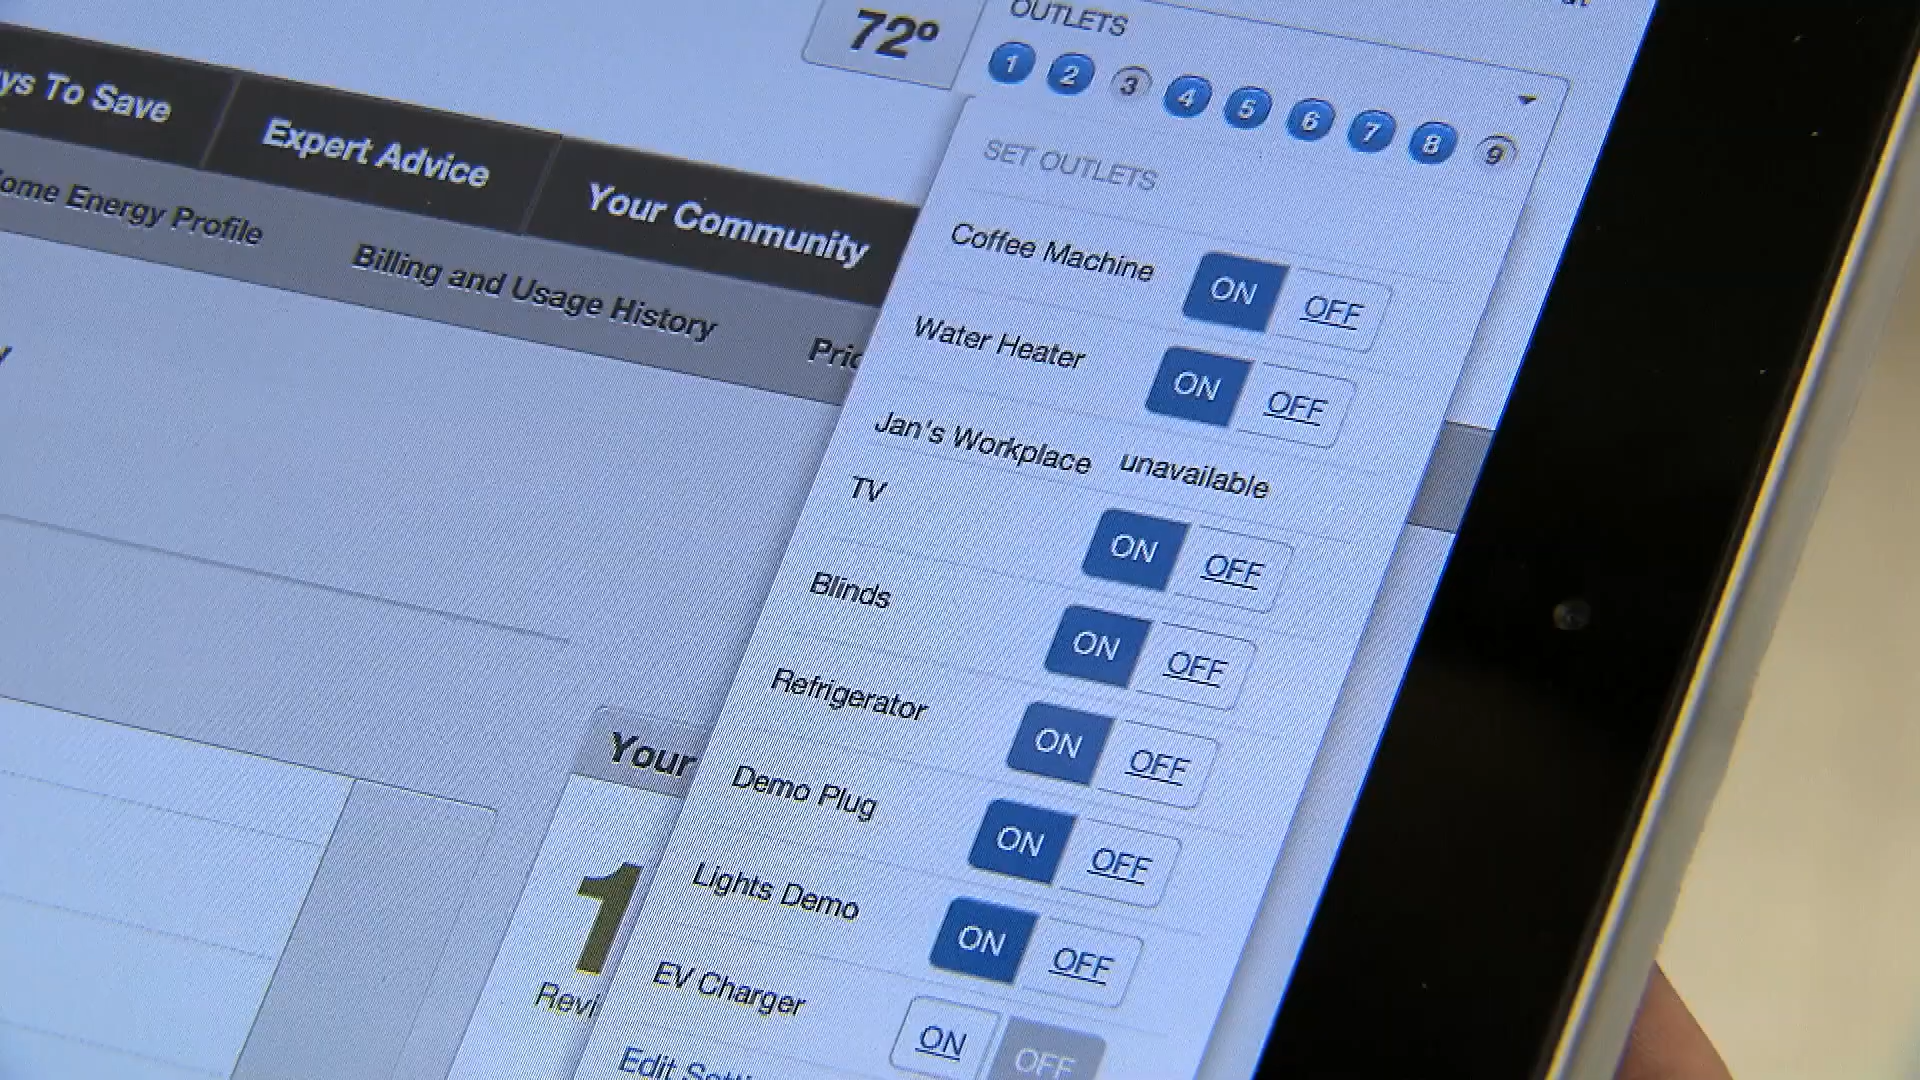 72°
OUTLETS
1 2 3 4 5 6 7 8 9
To Save
Expert Advice
Your Community
Energy Profile
Billing and Usage History
SET OUTLETS
Coffee Machine ON OFF
Water Heater ON OFF
Jan's Workplace unavailable
TV ON OFF
Blinds ON OFF
Refrigerator ON OFF
Demo Plug ON OFF
Lights Demo ON OFF
EV Charger ON OFF
Your
1
Edit